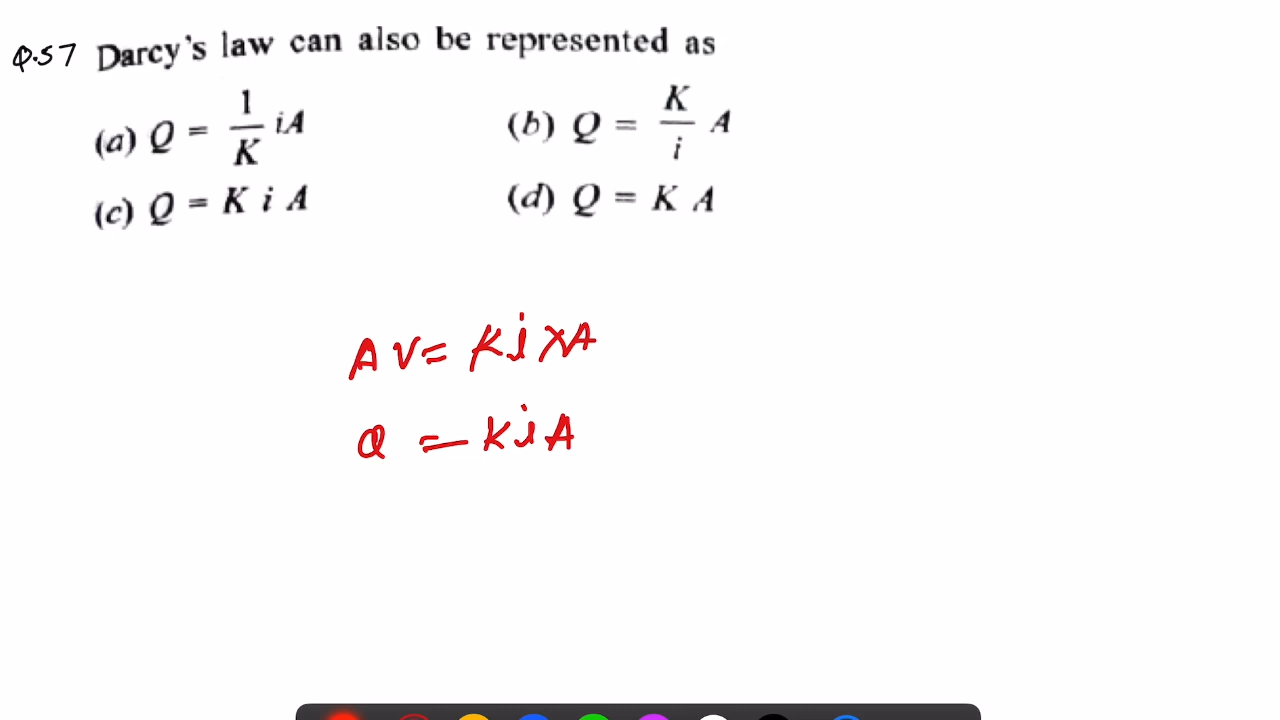 Q.57 Darcy's law can also be represented as
(a) Q = 1/K iA (b) Q = K/i A
(c) Q = K i A (d) Q = K A
AV = Ki×A
Q = KiA